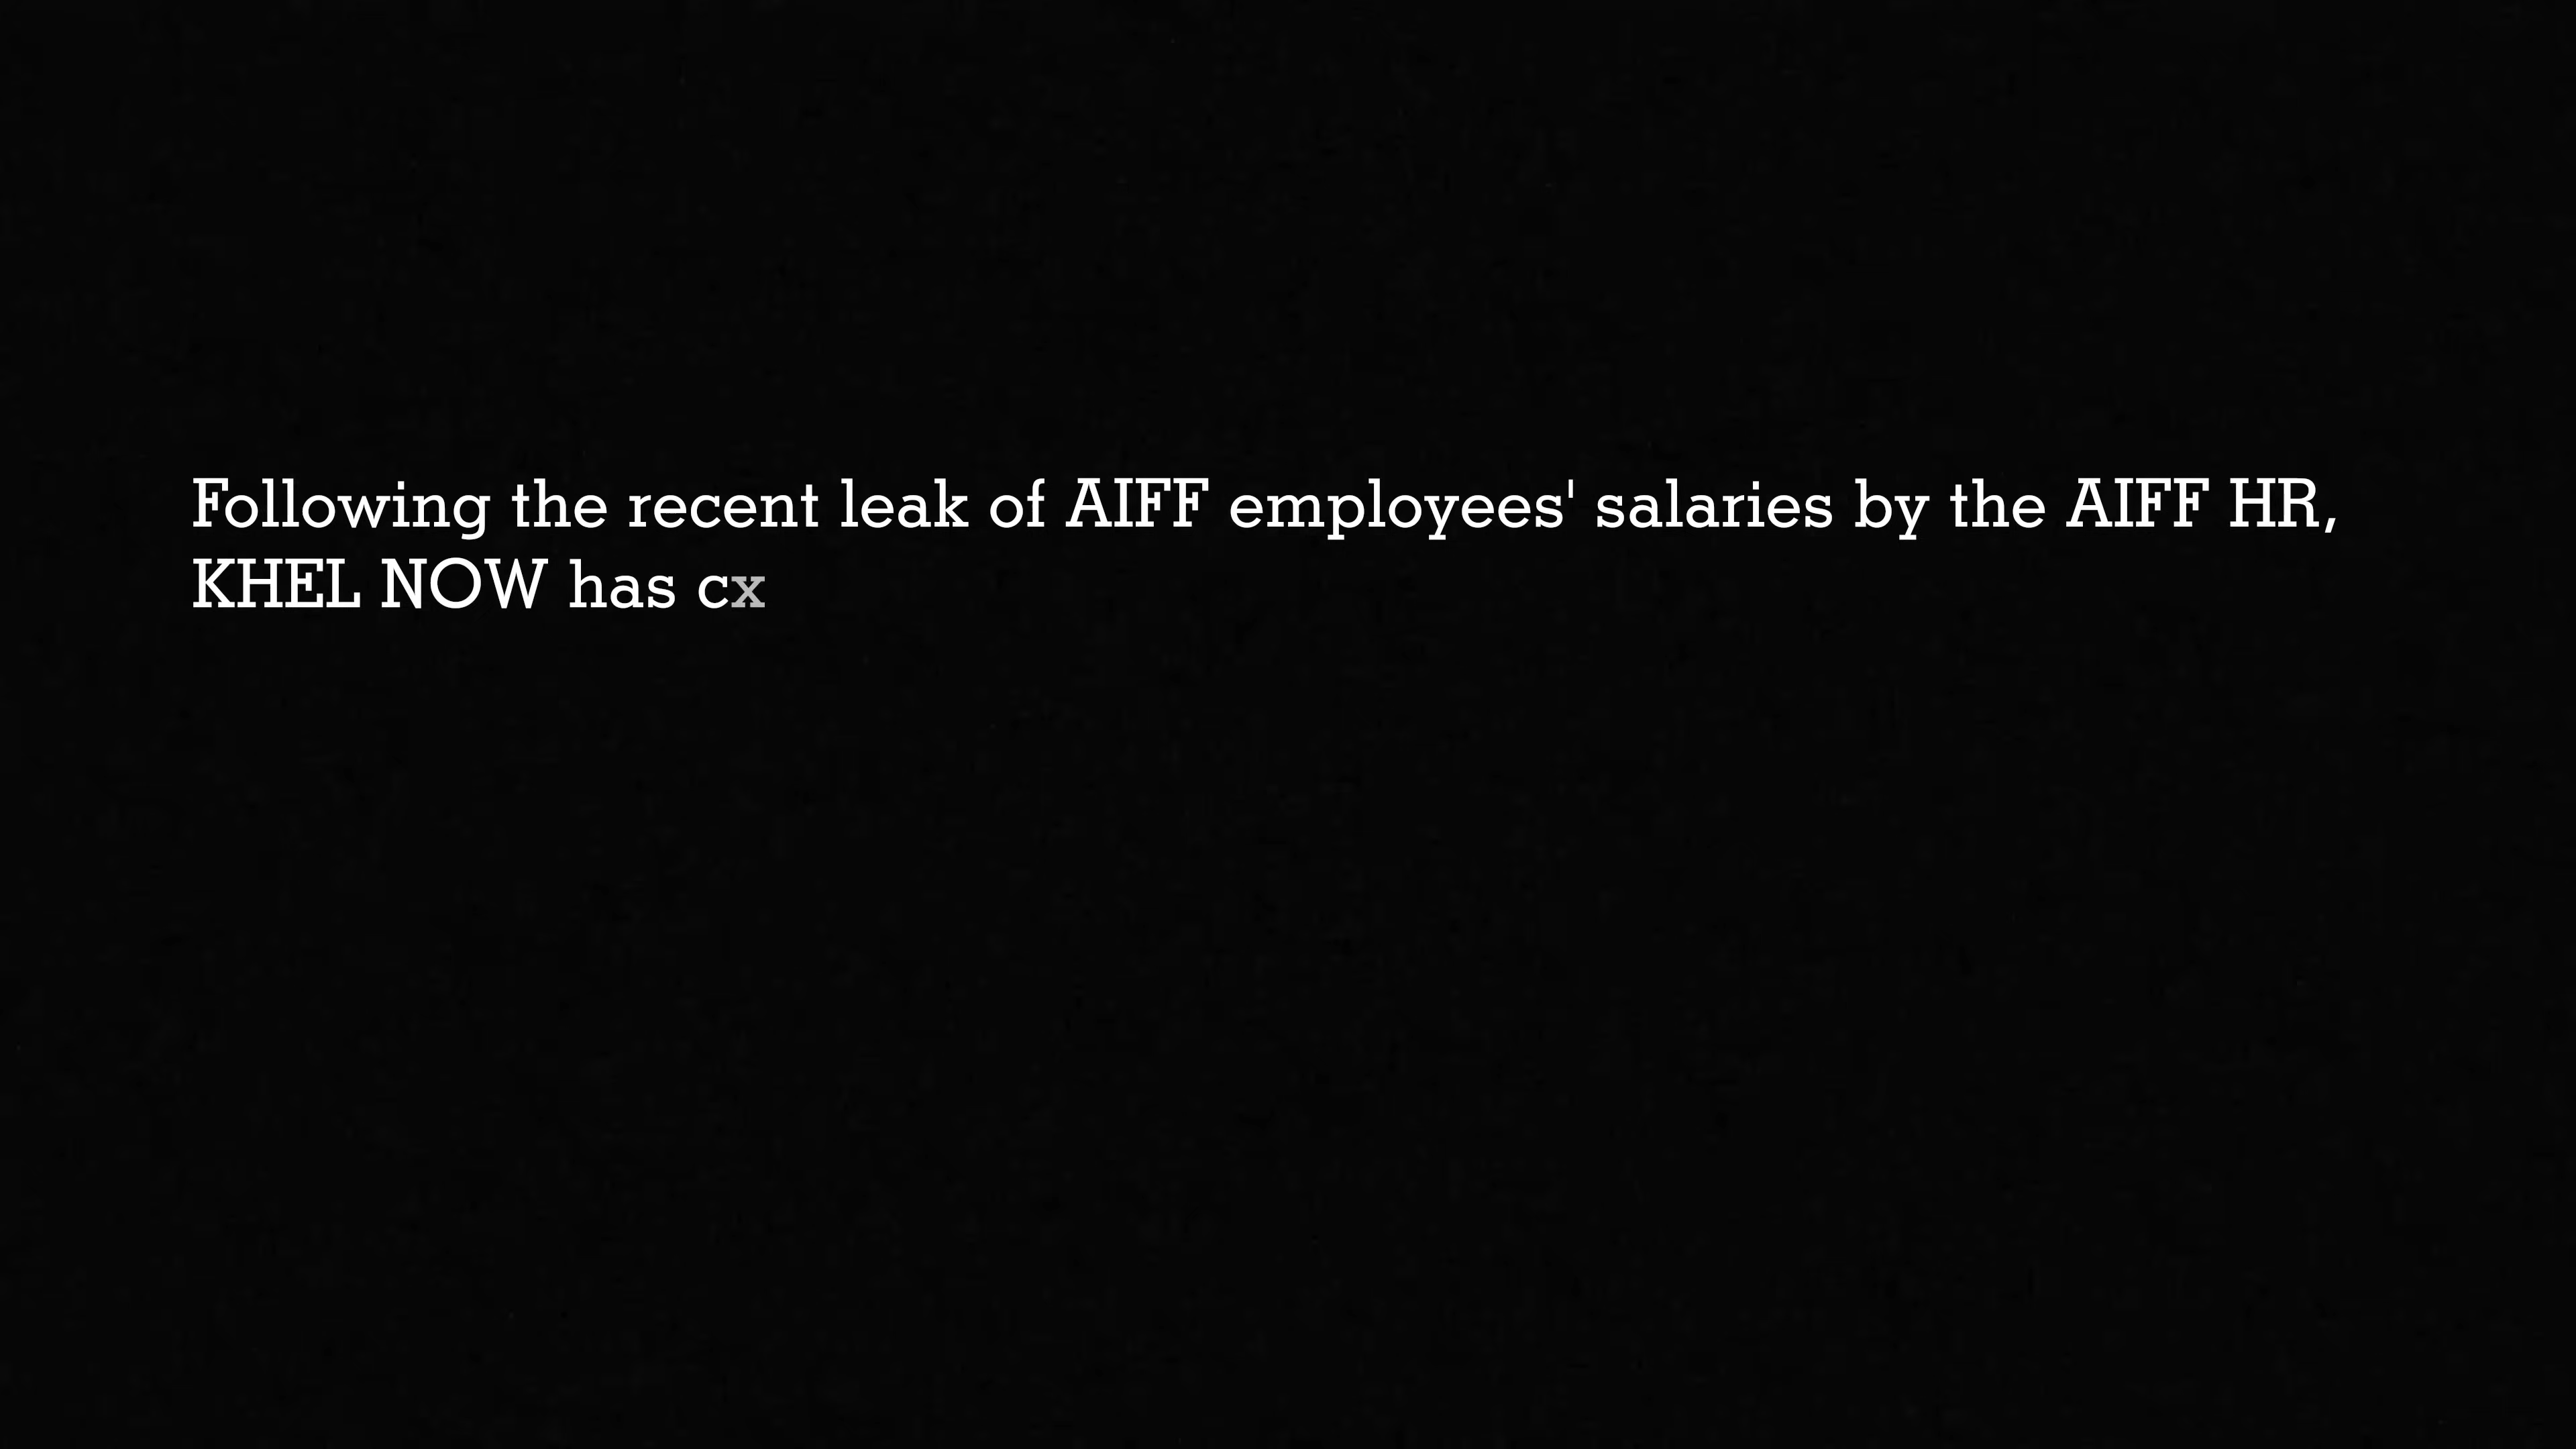 Following the recent leak of AIFF employees' salaries by the AIFF HR,
KHEL NOW has cx